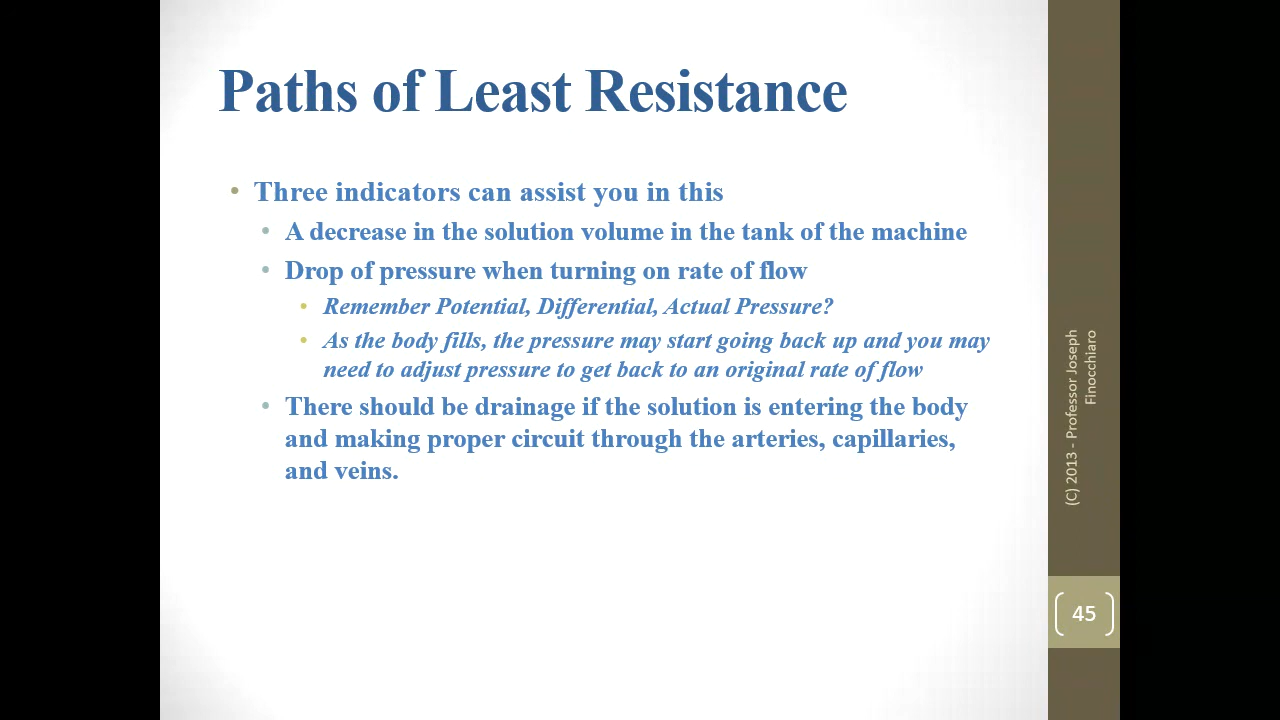 Paths of Least Resistance
• Three indicators can assist you in this
• A decrease in the solution volume in the tank of the machine
• Drop of pressure when turning on rate of flow
• Remember Potential, Differential, Actual Pressure?
• As the body fills, the pressure may start going back up and you may
need to adjust pressure to get back to an original rate of flow
• There should be drainage if the solution is entering the body
and making proper circuit through the arteries, capillaries,
and veins.
(C) 2013 - Professor Joseph
Finocchiaro
45